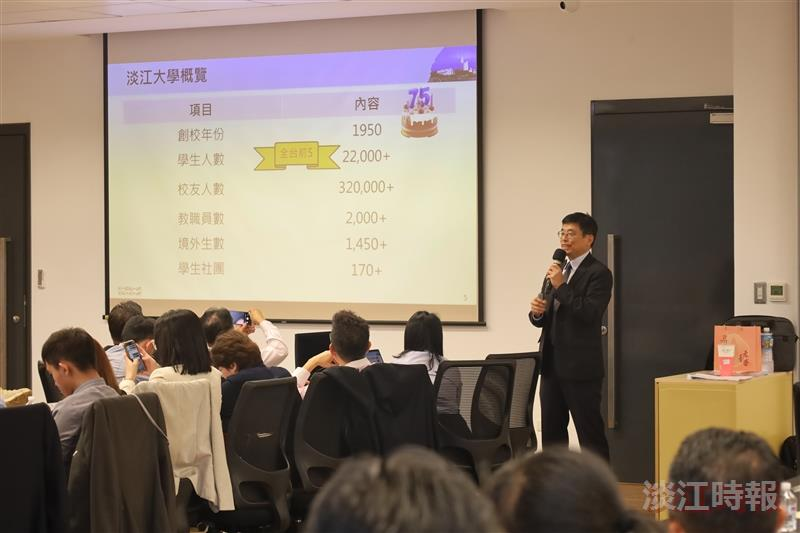 淡江大學概覽
項目 內容
75
創校年份 1950
學生人數 全台前5 22,000+
校友人數 320,000+
教職員數 2,000+
境外生數 1,450+
學生社團 170+
5
淡江時報